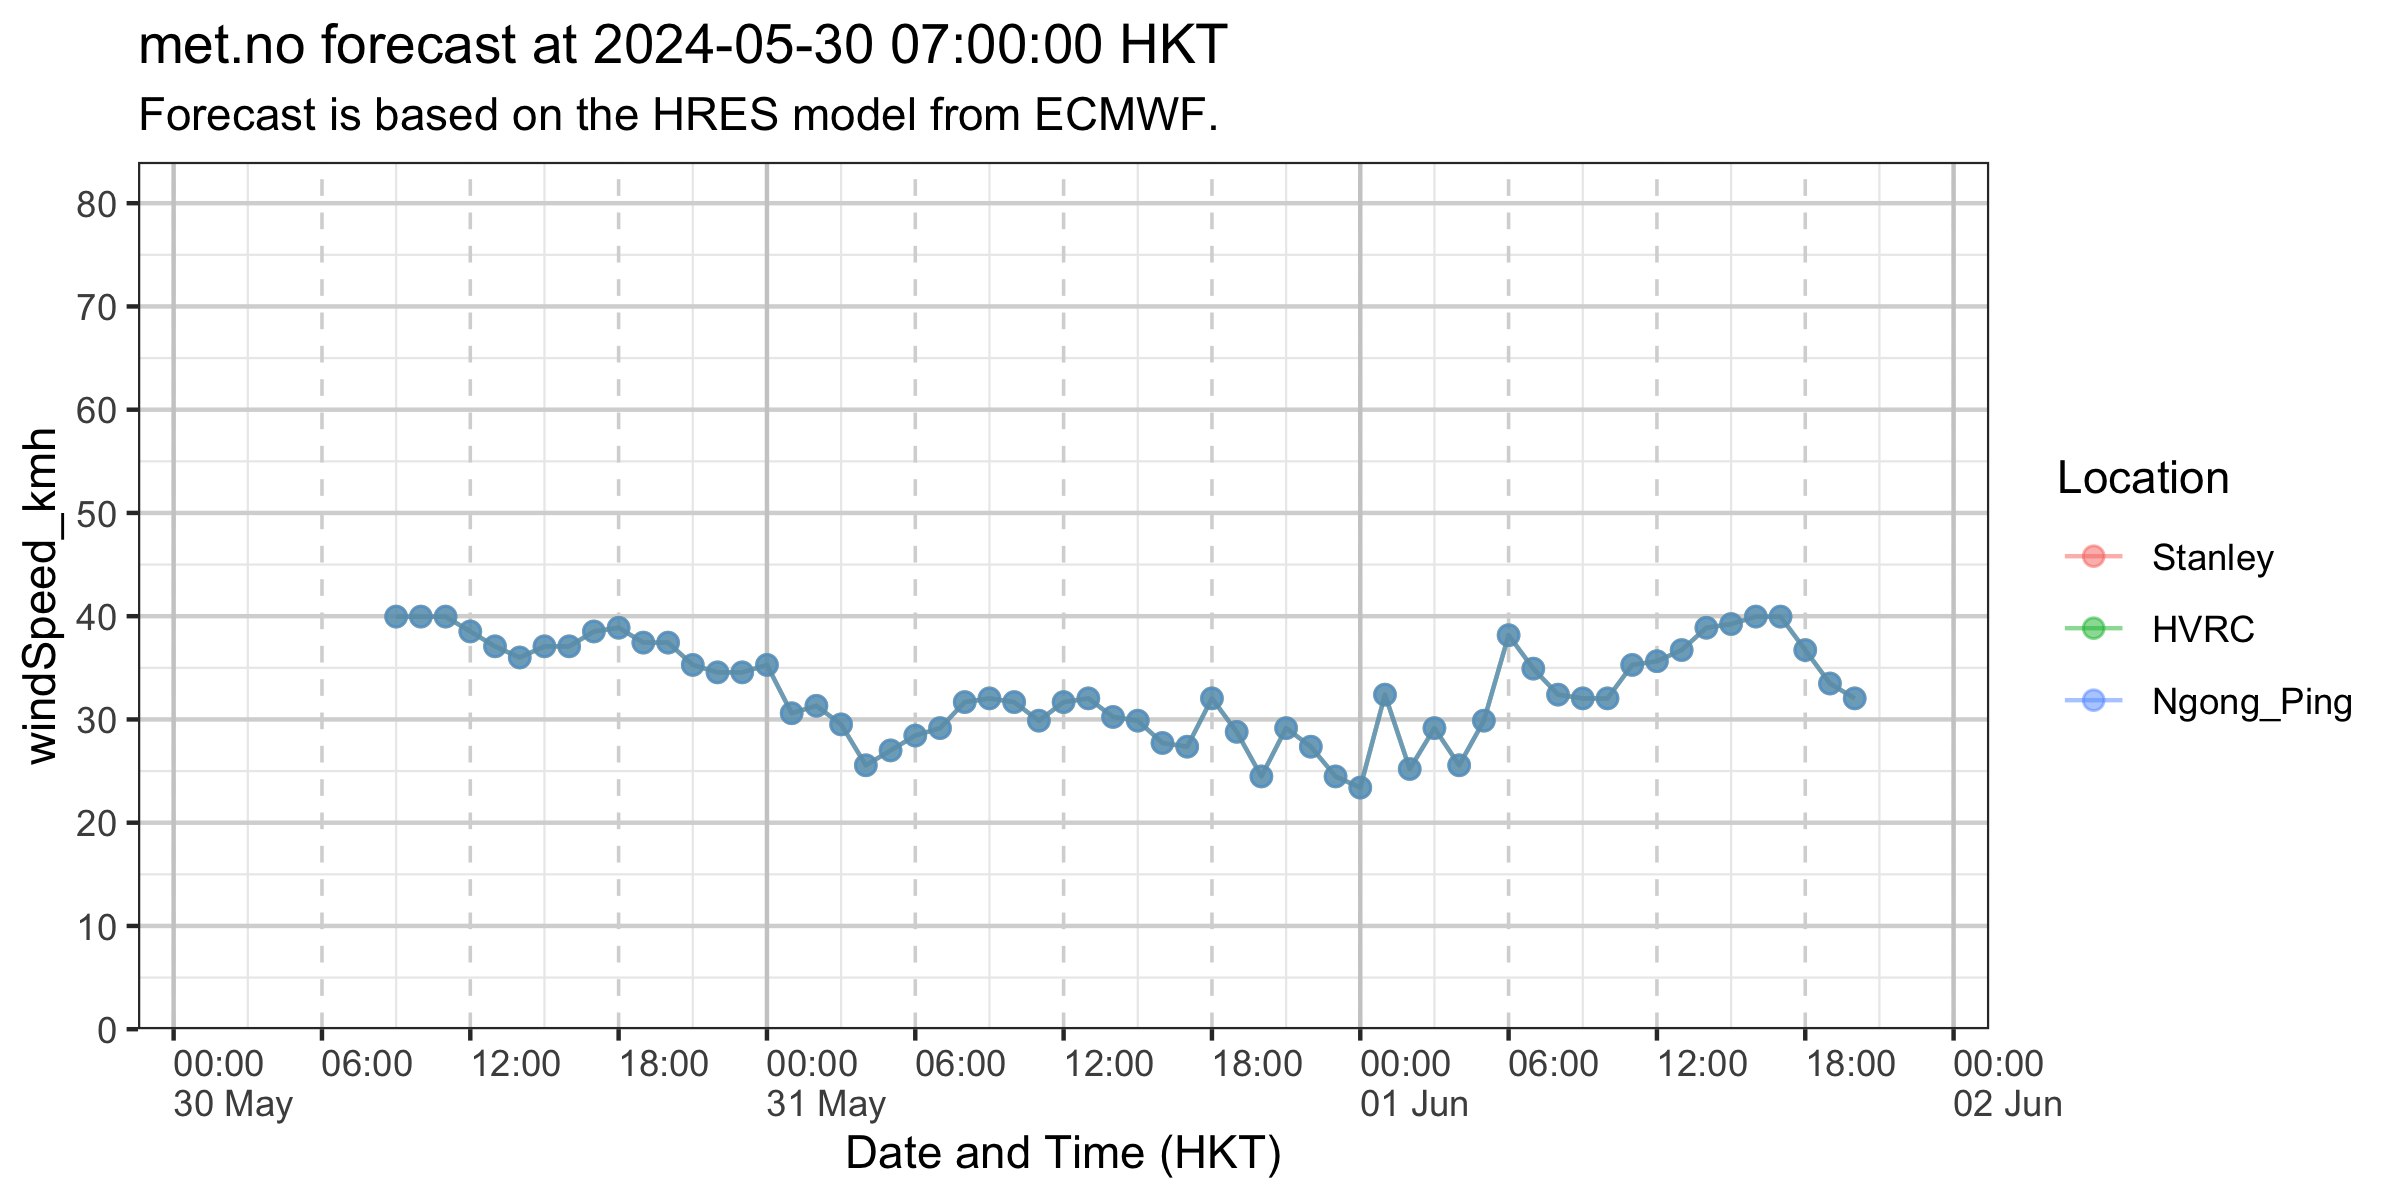 met.no forecast at 2024-05-30 07:00:00 HKT
Forecast is based on the HRES model from ECMWF.
windSpeed_kmh
80
70
60
50
40
30
20
10
0
00:00 06:00 12:00 18:00 00:00 06:00 12:00 18:00 00:00 06:00 12:00 18:00 00:00
30 May 31 May 01 Jun 02 Jun
Date and Time (HKT)
Location
Stanley
HVRC
Ngong_Ping